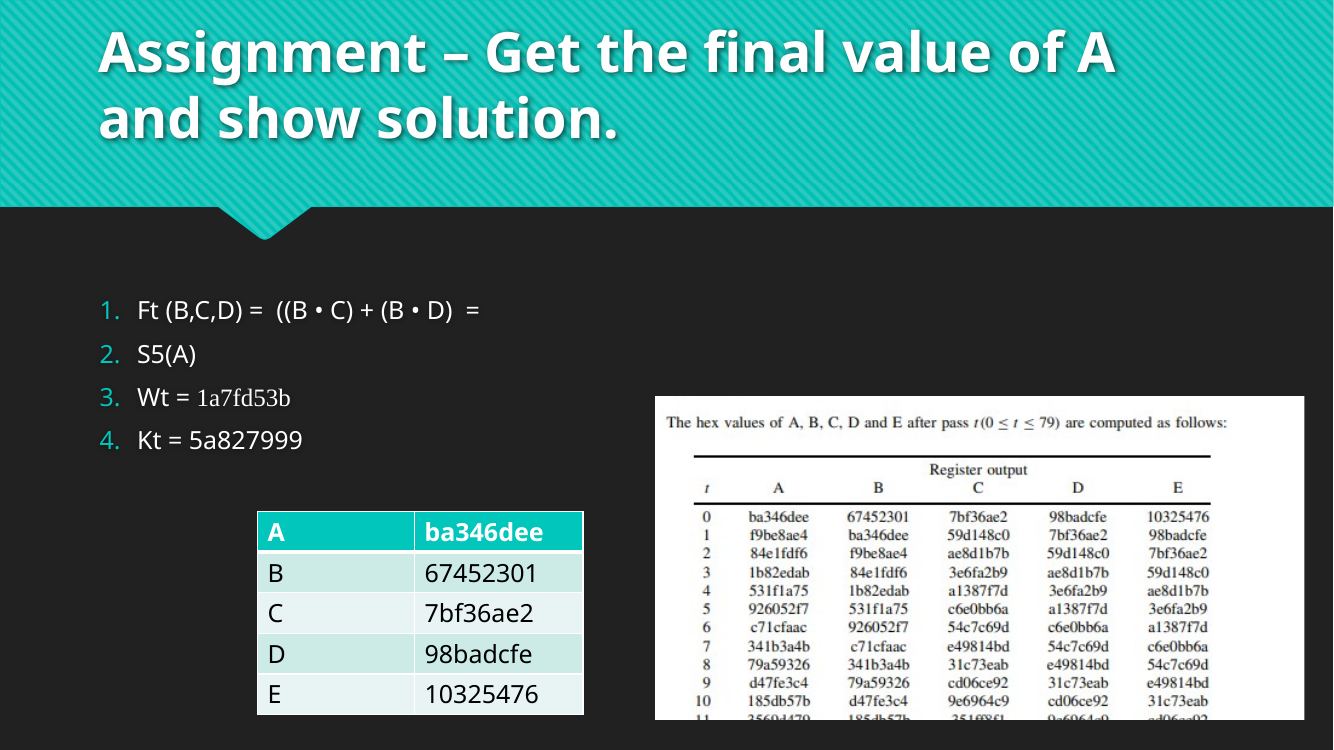 Assignment – Get the final value of A
and show solution.
1. Ft (B,C,D) = ((B • C) + (B • D) =
2. S5(A)
3. Wt = 1a7fd53b
4. Kt = 5a827999
A ba346dee
B 67452301
C 7bf36ae2
D 98badcfe
E 10325476
The hex values of A, B, C, D and E after pass t(0 ≤ t ≤ 79) are computed as follows:
Register output
t A B C D E
0 ba346dee 67452301 7bf36ae2 98badcfe 10325476
1 f9be8ae4 ba346dee 59d148c0 7bf36ae2 98badcfe
2 84e1fdf6 f9be8ae4 ae8d1b7b 59d148c0 7bf36ae2
3 1b82edab 84e1fdf6 3e6fa2b9 ae8d1b7b 59d148c0
4 531f1a75 1b82edab a1387f7d 3e6fa2b9 ae8d1b7b
5 926052f7 531f1a75 c6e0bb6a a1387f7d 3e6fa2b9
6 c71cfaac 926052f7 54c7c69d c6e0bb6a a1387f7d
7 341b3a4b c71cfaac e49814bd 54c7c69d c6e0bb6a
8 79a59326 341b3a4b 31c73eab e49814bd 54c7c69d
9 d47fe3c4 79a59326 cd06ce92 31c73eab e49814bd
10 185db57b d47fe3c4 9e6964c9 cd06ce92 31c73eab